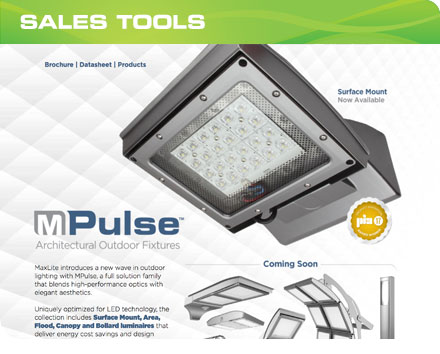 SALES TOOLS
Brochure | Datasheet | Products
Surface Mount
Now Available
MPulse™
Architectural Outdoor Fixtures
pia
MaxLite introduces a new wave in outdoor
lighting with MPulse, a full solution family
that blends high-performance optics with
elegant aesthetics.
Uniquely optimized for LED technology, the
collection includes Surface Mount, Area,
Flood, Canopy and Bollard luminaires that
deliver energy cost savings and design
Coming Soon